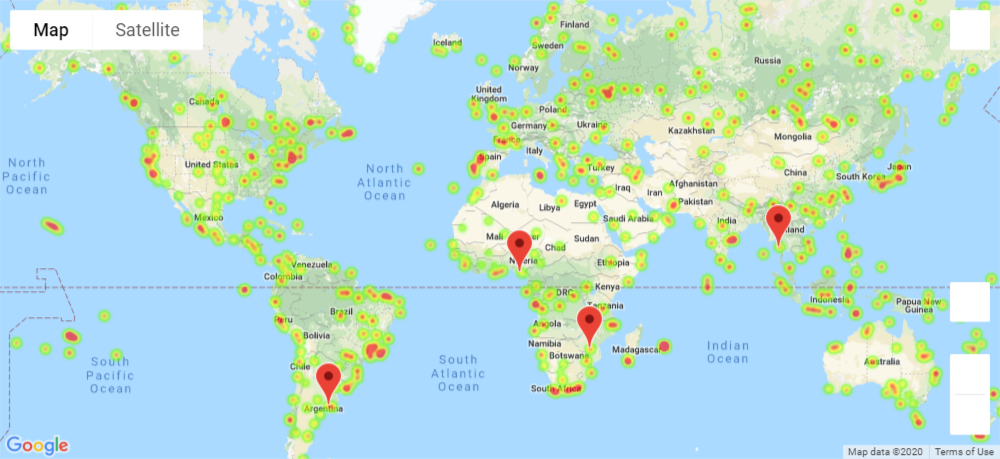 Map
Satellite
Iceland
Finland
Sweden
Norway
Russia
Canada
United
Kingdom
Poland
Germany
Ukraine
Kazakhstan
Mongolia
France
Italy
North
Pacific
Ocean
United States
North
Atlantic
Ocean
Spain
Turkey
China
South Korea
Japan
Afghanistan
Iraq
Iran
Pakistan
Algeria
Libya
Egypt
Saudi Arabia
India
Mexico
Mali
Niger
Chad
Sudan
Thailand
Nigeria
Ethiopia
Venezuela
Colombia
Kenya
DRC
Indonesia
Papua New
Guinea
Tanzania
Peru
Brazil
Angola
Bolivia
Namibia
Botswana
Madagascar
Indian
Ocean
South
Pacific
Ocean
South
Atlantic
Ocean
Chile
Australia
South Africa
Argentina
Google
Map data ©2020
Terms of Use